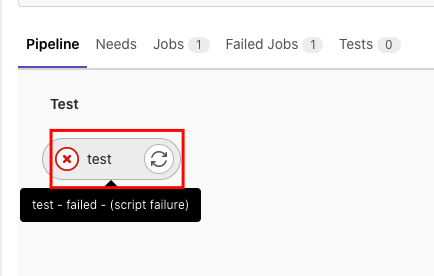 Pipeline Needs Jobs 1 Failed Jobs 1 Tests 0
Test
test
test - failed - (script failure)